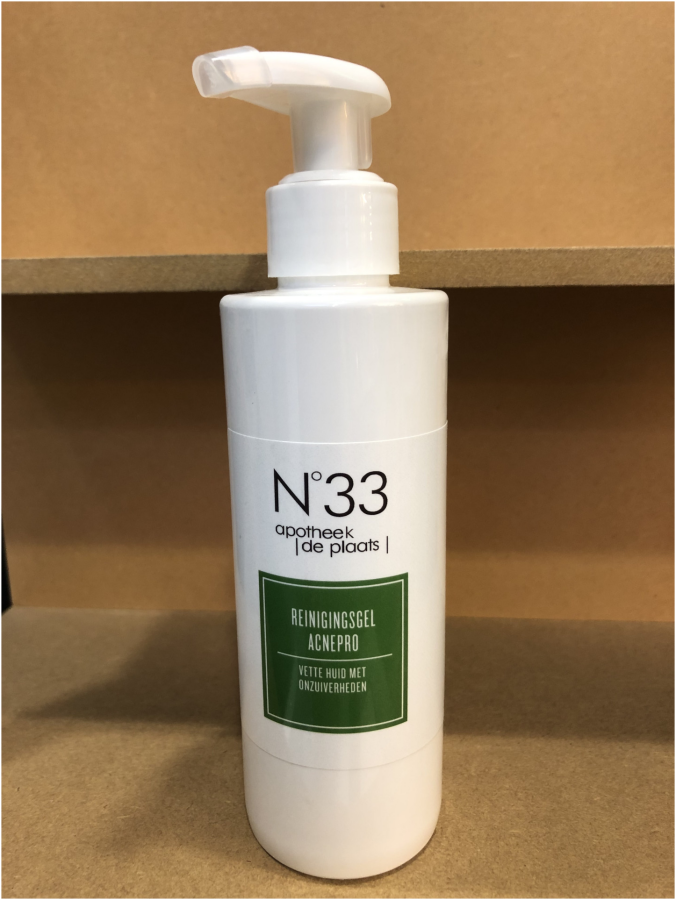 N°33
apotheek
|de plaats|
REINIGINGSGEL
ACNEPRO
VETTE HUID MET
ONZUIVERHEDEN